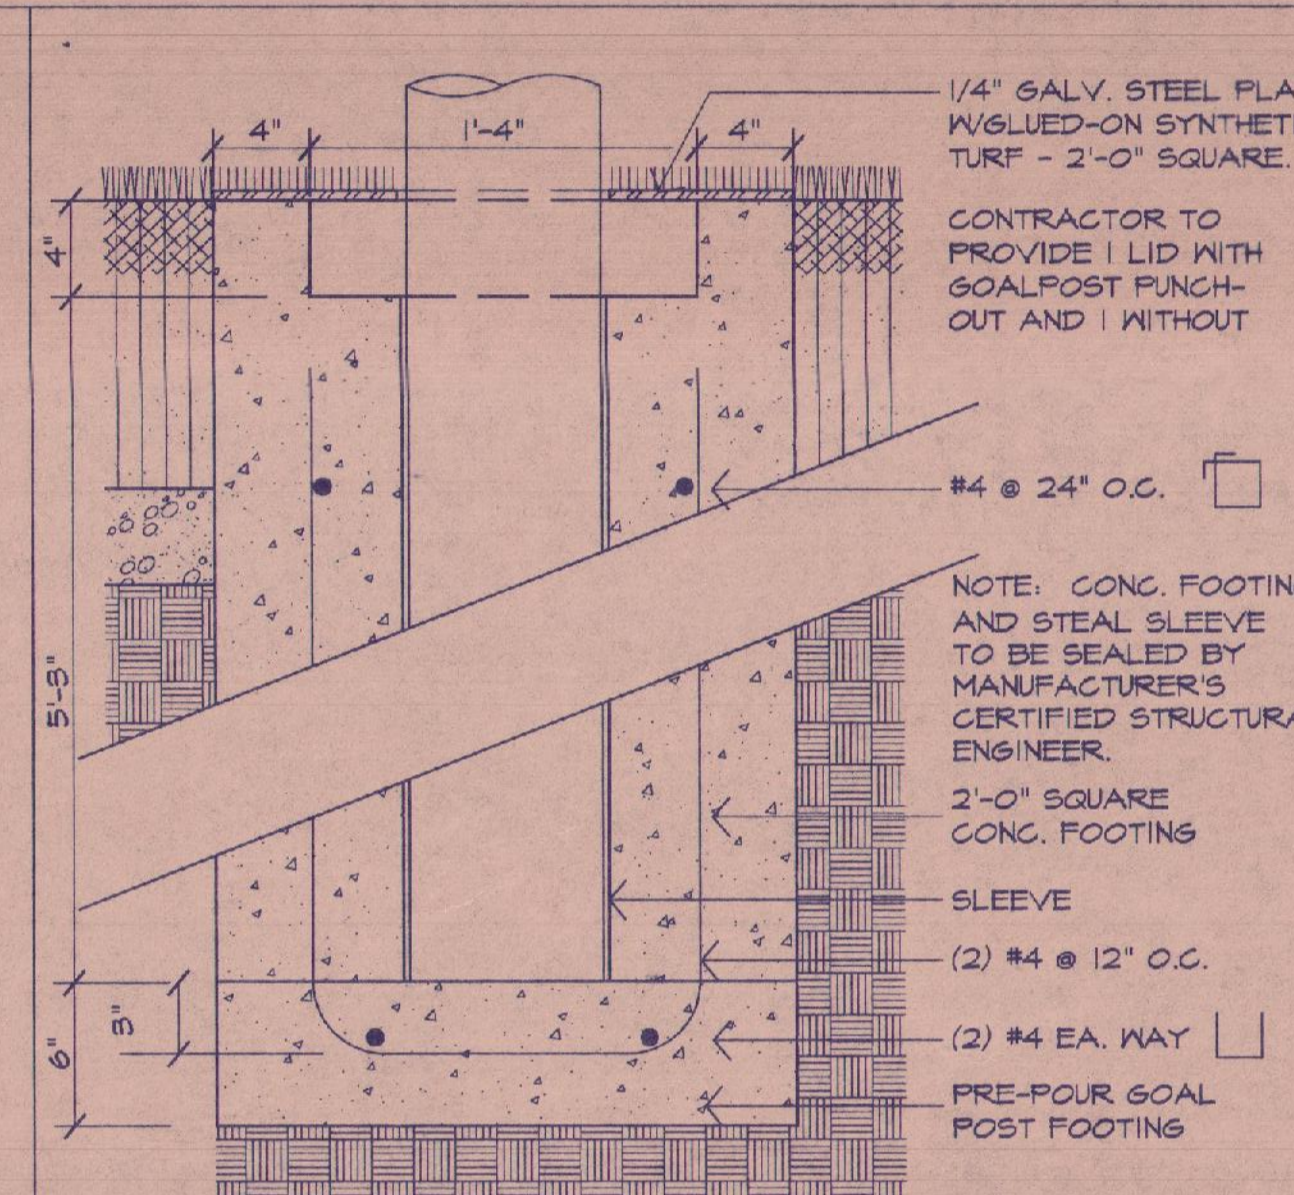 4" 1'-4" 4"
1/4" GALV. STEEL PLA
W/GLUED-ON SYNTHETI
TURF - 2'-0" SQUARE.
4"
CONTRACTOR TO
PROVIDE 1 LID WITH
GOALPOST PUNCH-
OUT AND 1 WITHOUT
#4 @ 24" O.C.
NOTE: CONC. FOOTIN
AND STEAL SLEEVE
TO BE SEALED BY
MANUFACTURER'S
CERTIFIED STRUCTURA
ENGINEER.
5'-3"
2'-0" SQUARE
CONC. FOOTING
SLEEVE
(2) #4 @ 12" O.C.
3"
6"
(2) #4 EA. WAY
PRE-POUR GOAL
POST FOOTING